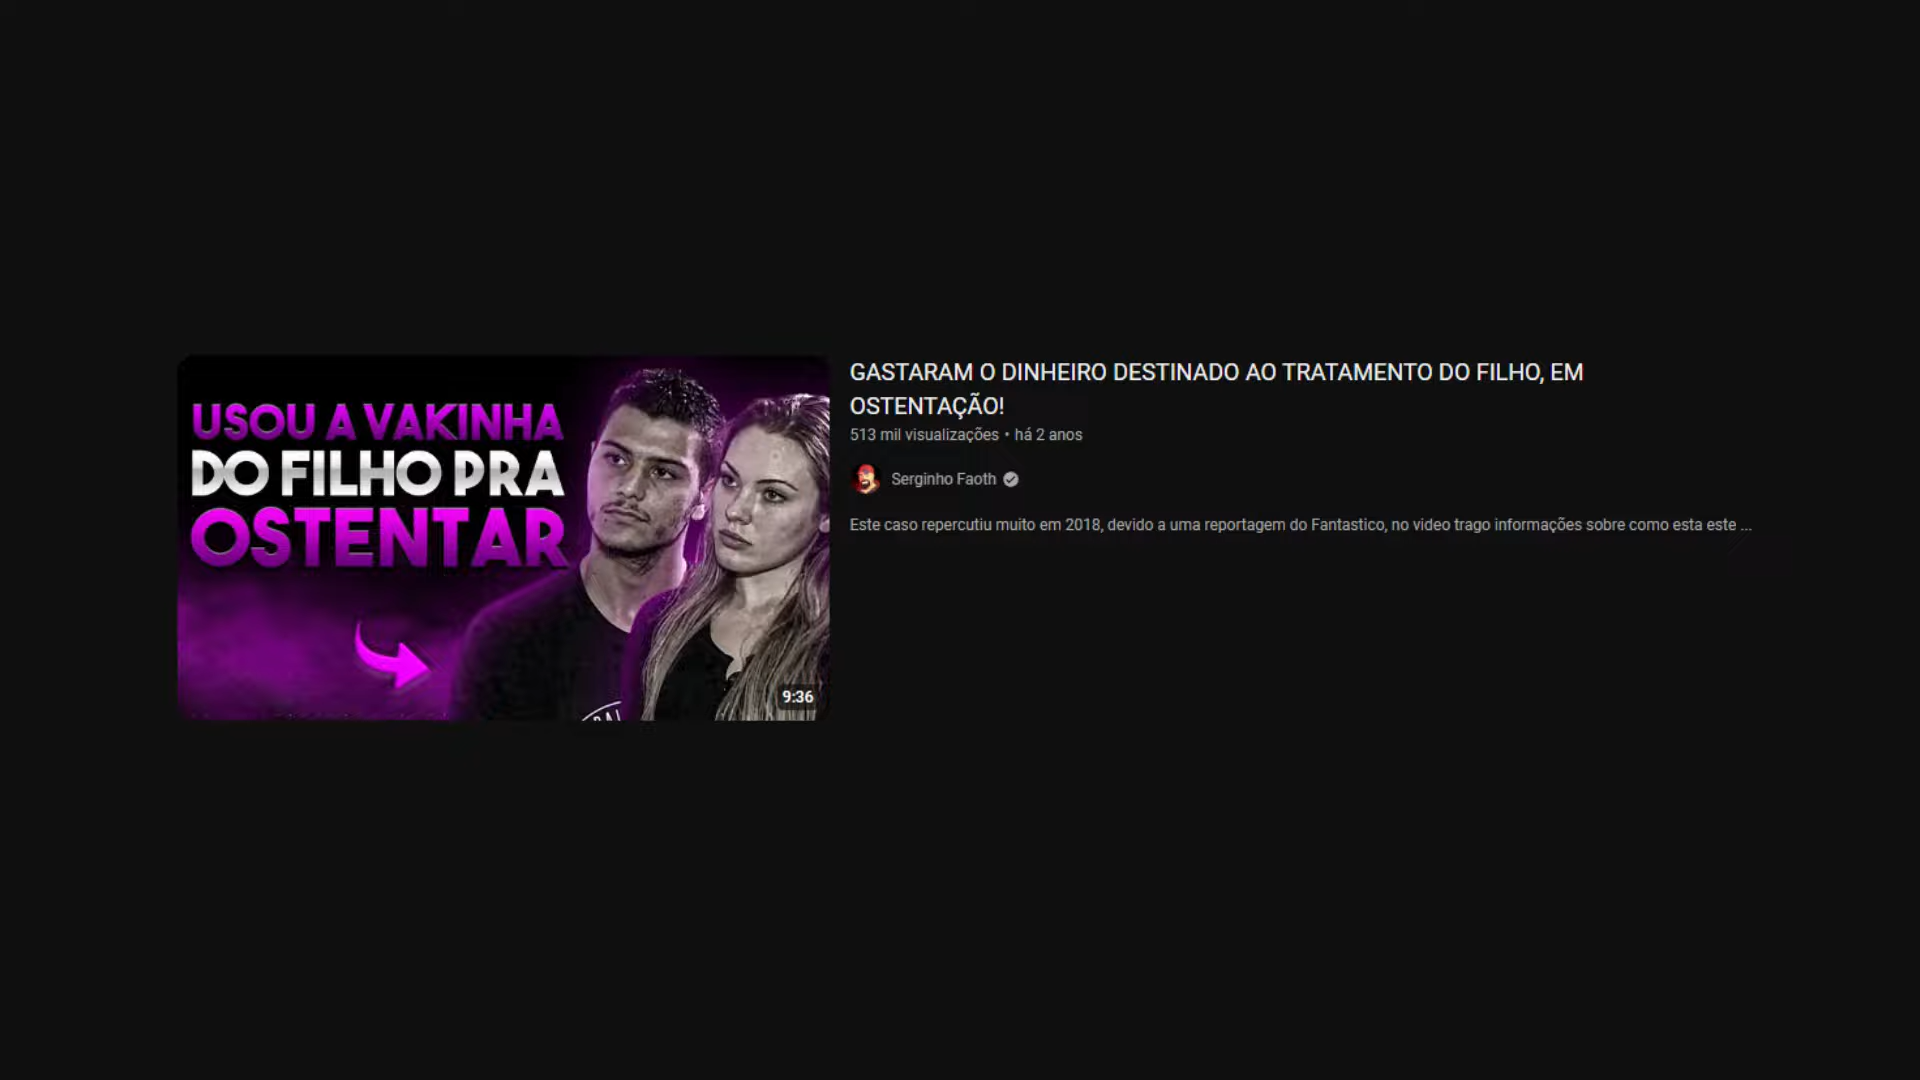 USOU A VAKINHA
DO FILHO PRA
OSTENTAR
9:36
GASTARAM O DINHEIRO DESTINADO AO TRATAMENTO DO FILHO, EM
OSTENTAÇÃO!
513 mil visualizações • há 2 anos
Serginho Faoth
Este caso repercutiu muito em 2018, devido a uma reportagem do Fantastico, no video trago informações sobre como esta este ...